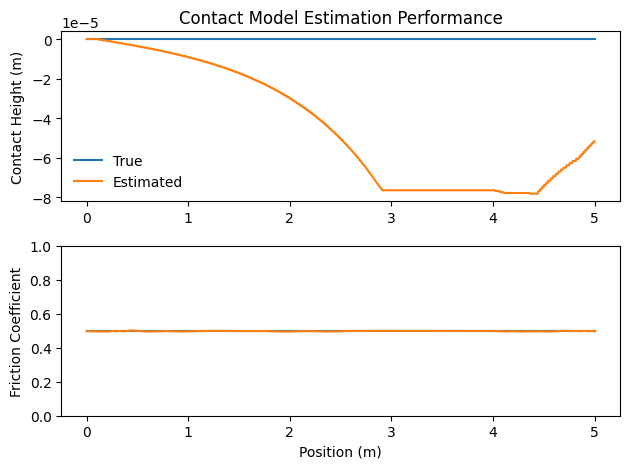 Contact Model Estimation Performance
1e−5
Contact Height (m)
0
−2
−4
−6
−8
True
Estimated
0 1 2 3 4 5
Friction Coefficient
1.0
0.8
0.6
0.4
0.2
0.0
0 1 2 3 4 5
Position (m)